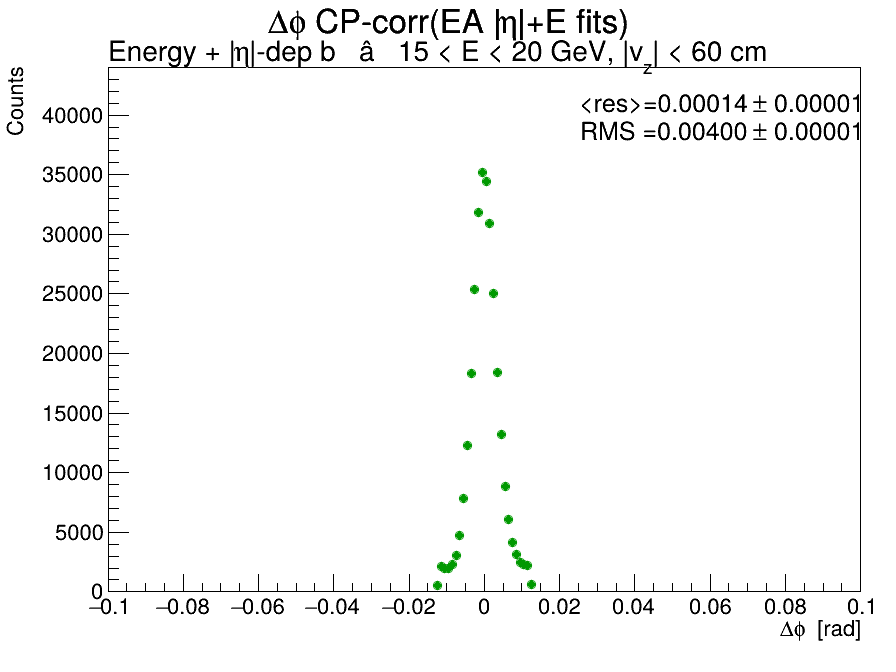 Δϕ CP-corr(EA |η|+E fits)
Energy + |η|-dep b â 15 < E < 20 GeV, |v_z| < 60 cm
<res>=0.00014 ± 0.00001
RMS =0.00400 ± 0.00001
Counts
40000
35000
30000
25000
20000
15000
10000
5000
0
−0.1 −0.08 −0.06 −0.04 −0.02 0 0.02 0.04 0.06 0.08 0.1
Δϕ [rad]